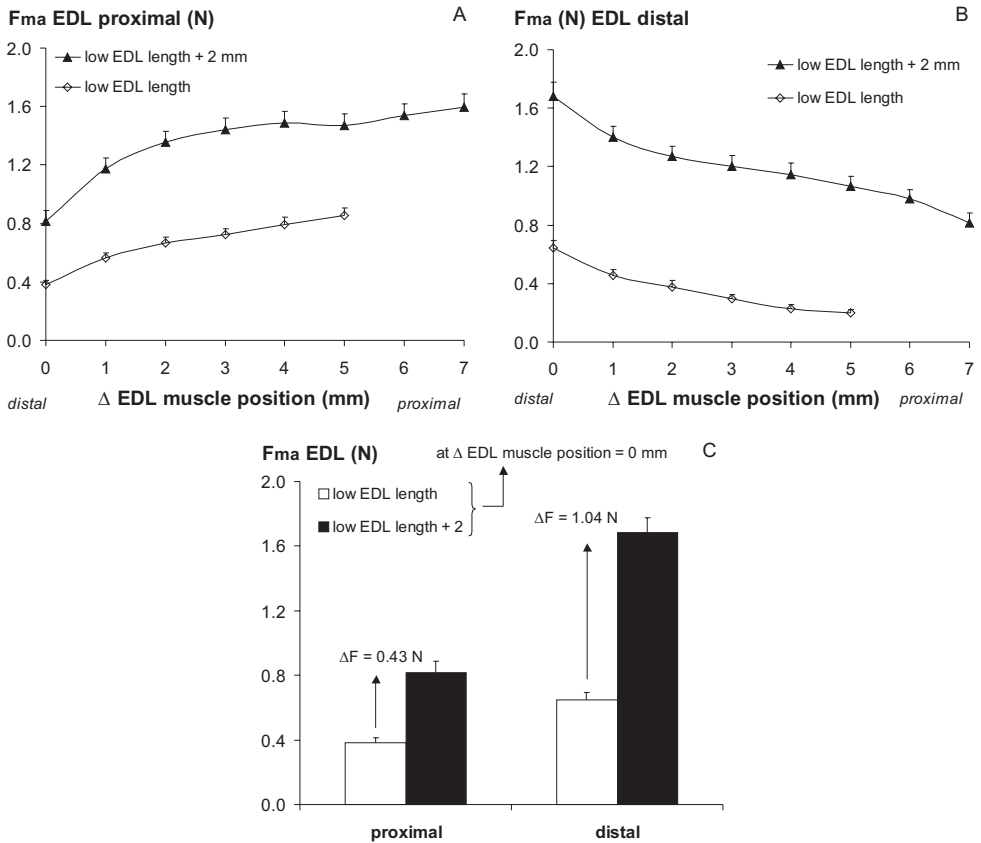 Fma EDL proximal (N)
A
low EDL length + 2 mm
low EDL length
2.0
1.6
1.2
0.8
0.4
0.0
0 1 2 3 4 5 6 7
distal
Δ EDL muscle position (mm)
proximal
Fma (N) EDL distal
B
low EDL length + 2 mm
low EDL length
2.0
1.6
1.2
0.8
0.4
0.0
0 1 2 3 4 5 6 7
distal
Δ EDL muscle position (mm)
proximal
Fma EDL (N)
at Δ EDL muscle position = 0 mm
C
low EDL length
low EDL length + 2
2.0
1.6
1.2
0.8
0.4
0.0
ΔF = 0.43 N
ΔF = 1.04 N
proximal
distal